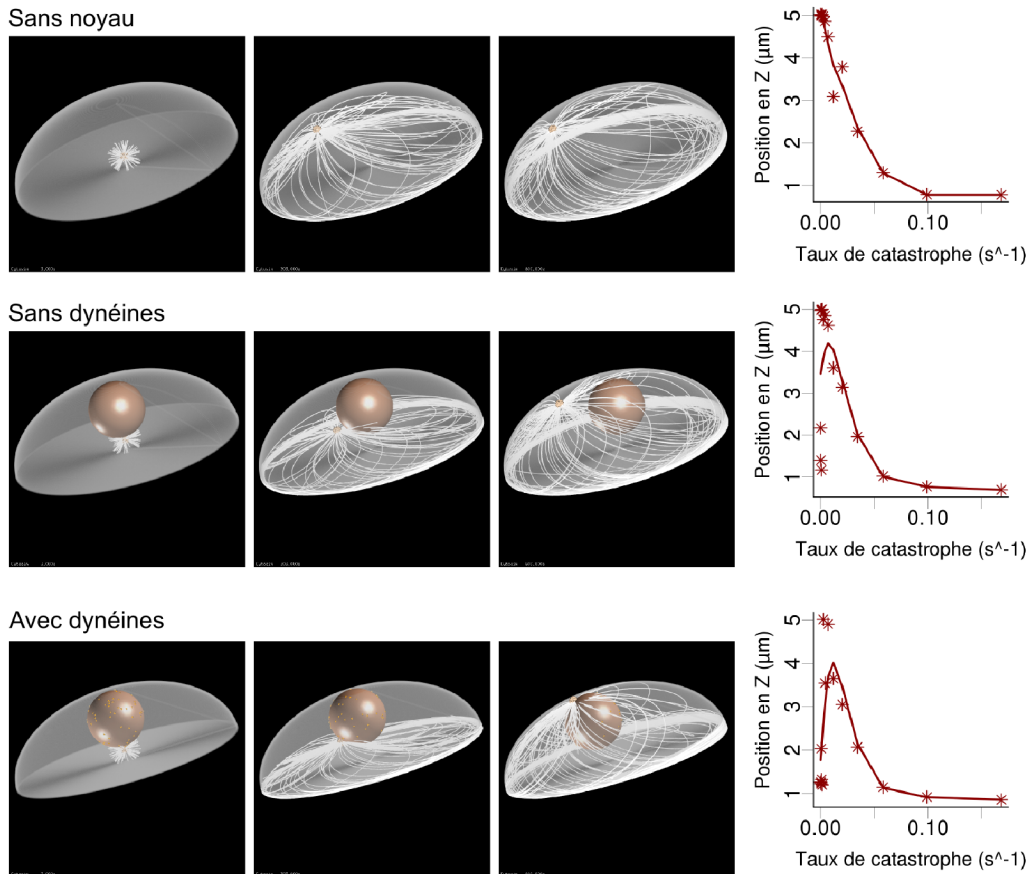 Sans noyau
Position en Z (µm)
5
4
3
2
1
0.00
0.10
Taux de catastrophe (s^-1)
Sans dynéines
Position en Z (µm)
5
4
3
2
1
0.00
0.10
Taux de catastrophe (s^-1)
Avec dynéines
Position en Z (µm)
5
4
3
2
1
0.00
0.10
Taux de catastrophe (s^-1)